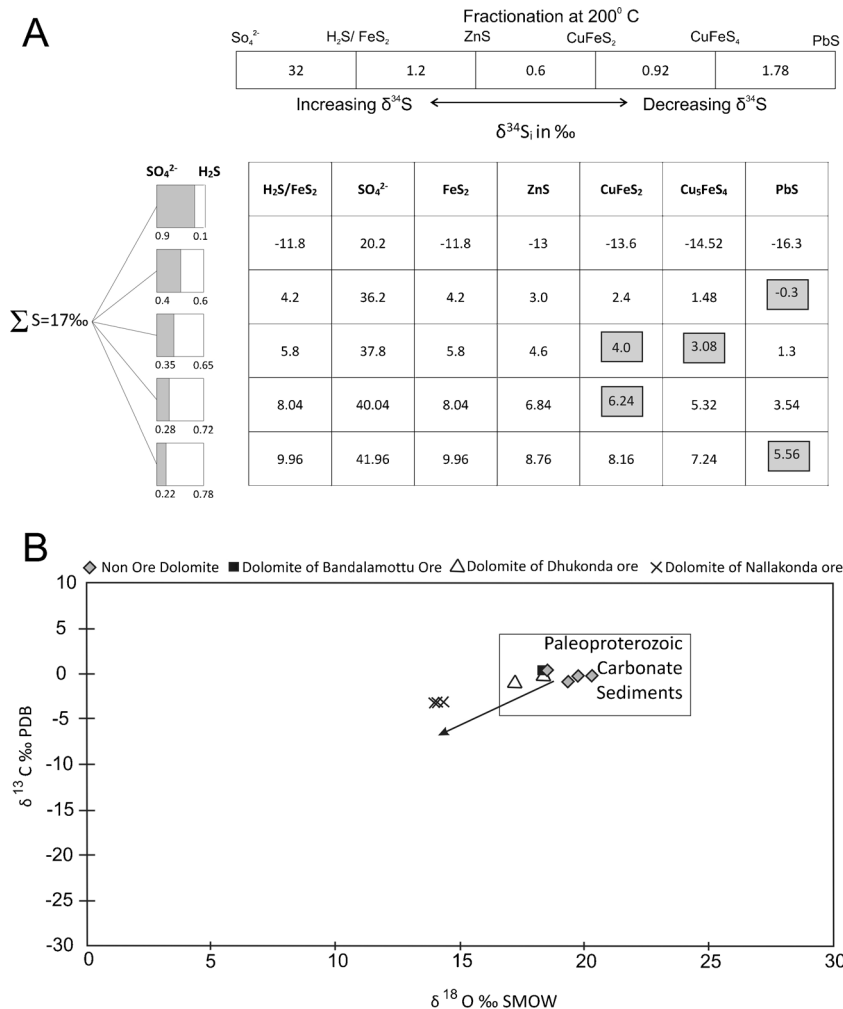 A
Fractionation at 200⁰ C
So₄²⁻ H₂S/ FeS₂ ZnS CuFeS₂ CuFeS₄ PbS
32 1.2 0.6 0.92 1.78
Increasing δ³⁴S Decreasing δ³⁴S
δ³⁴Sᵢ in ‰
SO₄²⁻ H₂S
H₂S/FeS₂ SO₄²⁻ FeS₂ ZnS CuFeS₂ Cu₅FeS₄ PbS
0.9 0.1
-11.8 20.2 -11.8 -13 -13.6 -14.52 -16.3
0.4 0.6
4.2 36.2 4.2 3.0 2.4 1.48 -0.3
∑ S=17‰
0.35 0.65
5.8 37.8 5.8 4.6 4.0 3.08 1.3
0.28 0.72
8.04 40.04 8.04 6.84 6.24 5.32 3.54
0.22 0.78
9.96 41.96 9.96 8.76 8.16 7.24 5.56
B
Non Ore Dolomite Dolomite of Bandalamottu Ore Dolomite of Dhukonda ore Dolomite of Nallakonda ore
10
5
0
-5
-10
-15
-20
-25
-30
δ ¹³ C ‰ PDB
Paleoproterozoic
Carbonate
Sediments
0 5 10 15 20 25 30
δ ¹⁸ O ‰ SMOW